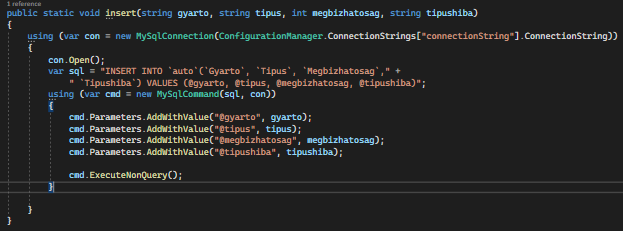 1 reference
public static void insert(string gyarto, string tipus, int megbizhatosag, string tipushiba)
{
using (var con = new MySqlConnection(ConfigurationManager.ConnectionStrings["connectionString"].ConnectionString))
{
con.Open();
var sql = "INSERT INTO `auto`(`Gyarto`, `Tipus`, `Megbizhatosag`," +
" `Tipushiba`) VALUES (@gyarto, @tipus, @megbizhatosag, @tipushiba)";
using (var cmd = new MySqlCommand(sql, con))
{
cmd.Parameters.AddWithValue("@gyarto", gyarto);
cmd.Parameters.AddWithValue("@tipus", tipus);
cmd.Parameters.AddWithValue("@megbizhatosag", megbizhatosag);
cmd.Parameters.AddWithValue("@tipushiba", tipushiba);
cmd.ExecuteNonQuery();
}
}
}